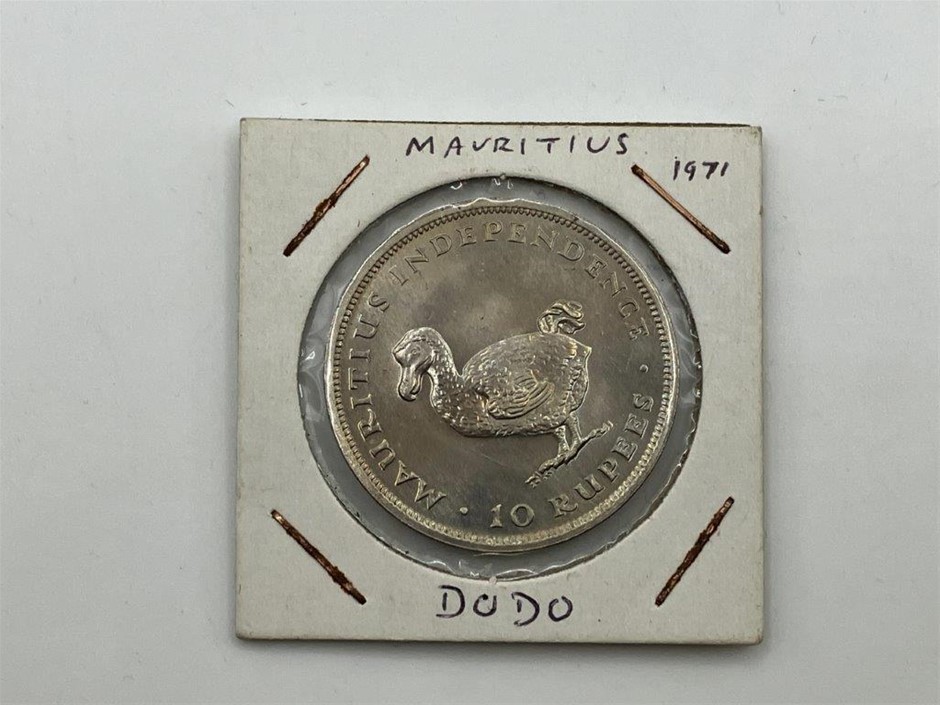 MAURITIUS
1971
MAURITIUS INDEPENDENCE
· 10 RUPEES ·
DODO